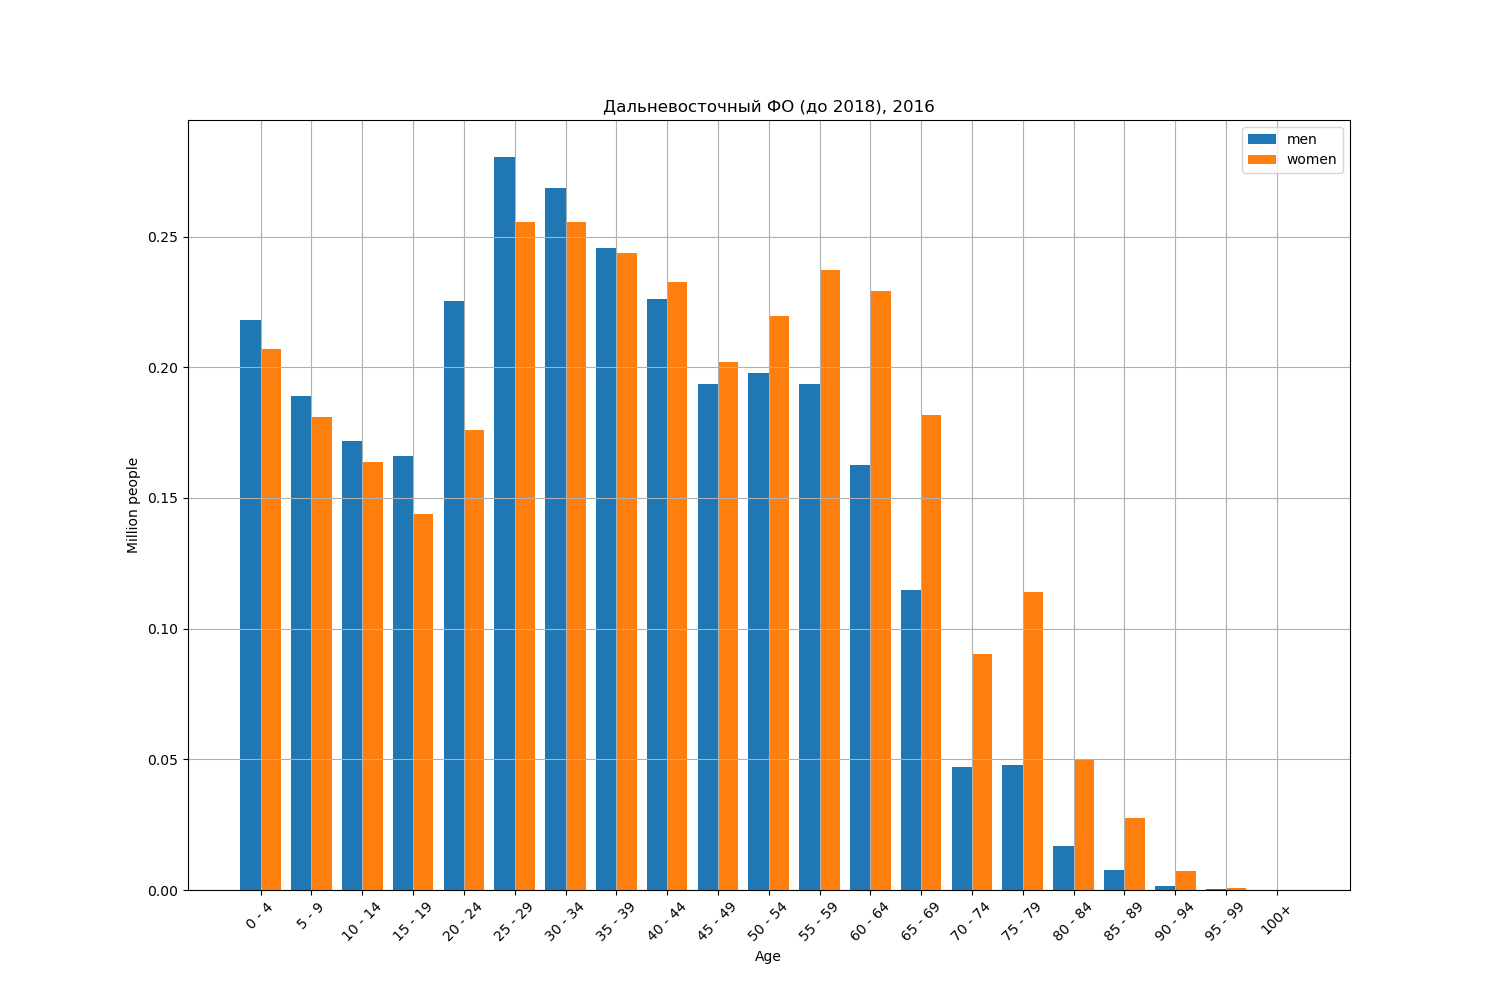 Дальневосточный ФО (до 2018), 2016
men
women
Million people
0.25
0.20
0.15
0.10
0.05
0.00
0 - 4
5 - 9
10 - 14
15 - 19
20 - 24
25 - 29
30 - 34
35 - 39
40 - 44
45 - 49
50 - 54
55 - 59
60 - 64
65 - 69
70 - 74
75 - 79
80 - 84
85 - 89
90 - 94
95 - 99
100+
Age